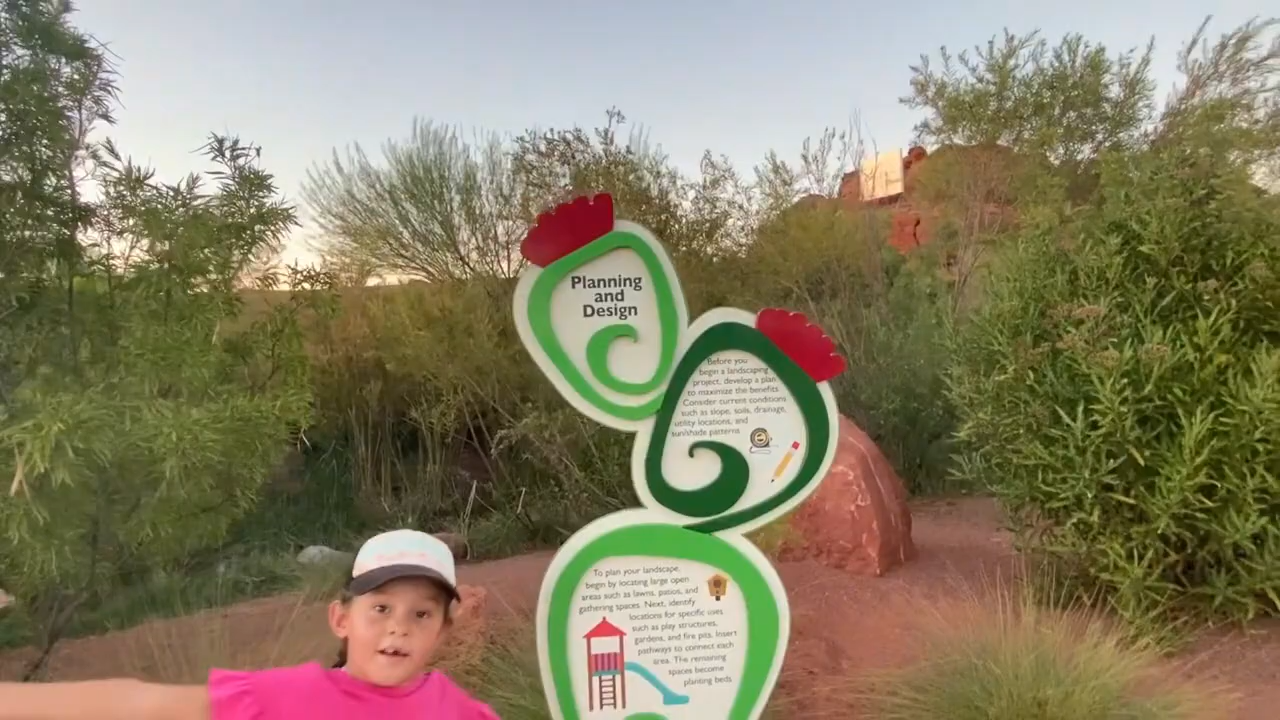 Planning
and
Design
Before you
begin a landscaping
project, develop a plan
to maximize the benefits.
Consider current conditions
such as slope, soils, drainage,
utility locations, and
sun/shade patterns.
To plan your landscape,
begin by locating large open
areas such as lawns, patios, and
gathering spaces. Next, identify
locations for specific uses
such as play structures,
gardens, and fire pits. Insert
pathways to connect each
area. The remaining
spaces become
planting beds